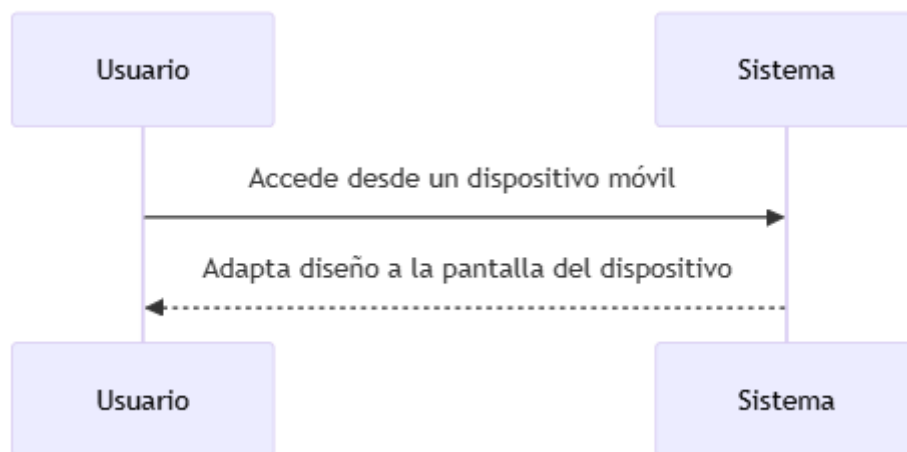 Usuario
Sistema
Accede desde un dispositivo móvil
Adapta diseño a la pantalla del dispositivo
Usuario
Sistema